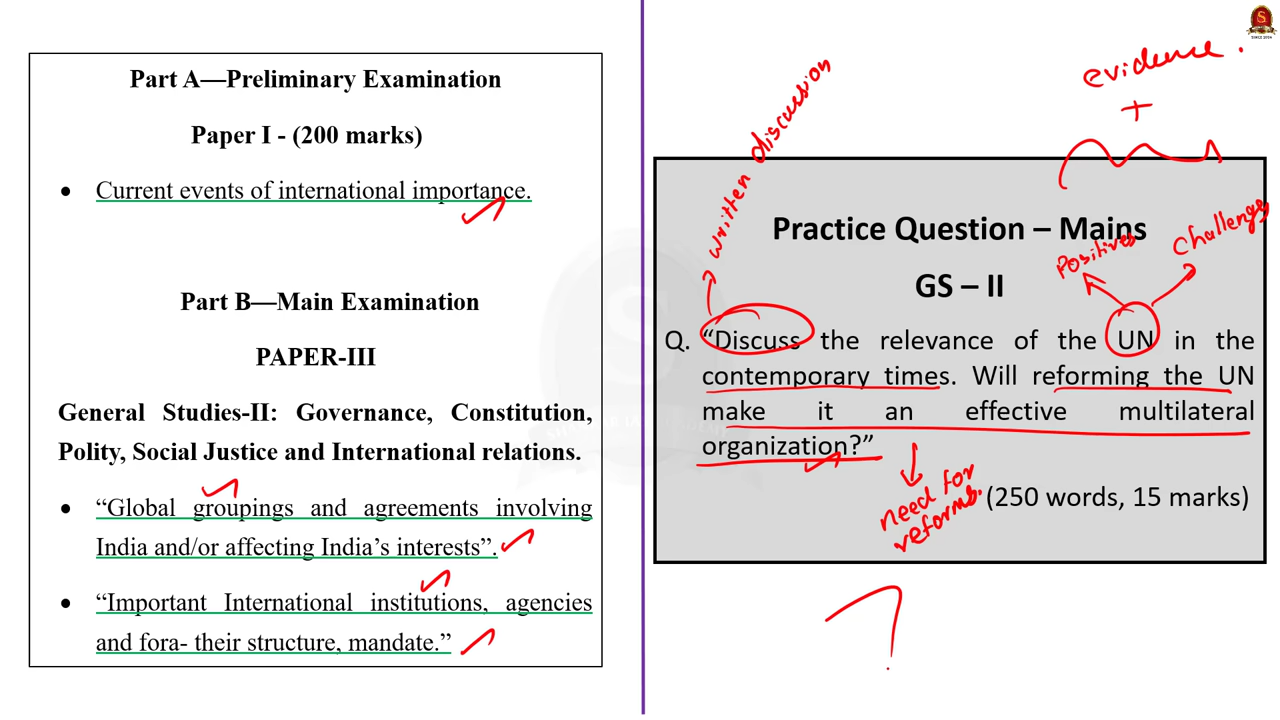 Part A—Preliminary Examination
Paper I - (200 marks)
• Current events of international importance.
Part B—Main Examination
PAPER-III
General Studies-II: Governance, Constitution,
Polity, Social Justice and International relations.
• “Global groupings and agreements involving
India and/or affecting India’s interests”.
• “Important International institutions, agencies
and fora- their structure, mandate.”
evidence.
+
written discussion
Practice Question – Mains
GS – II
Positives
Challenges
Q. “Discuss the relevance of the UN in the
contemporary times. Will reforming the UN
make it an effective multilateral
organization?”
need for
reforms.
(250 words, 15 marks)
?